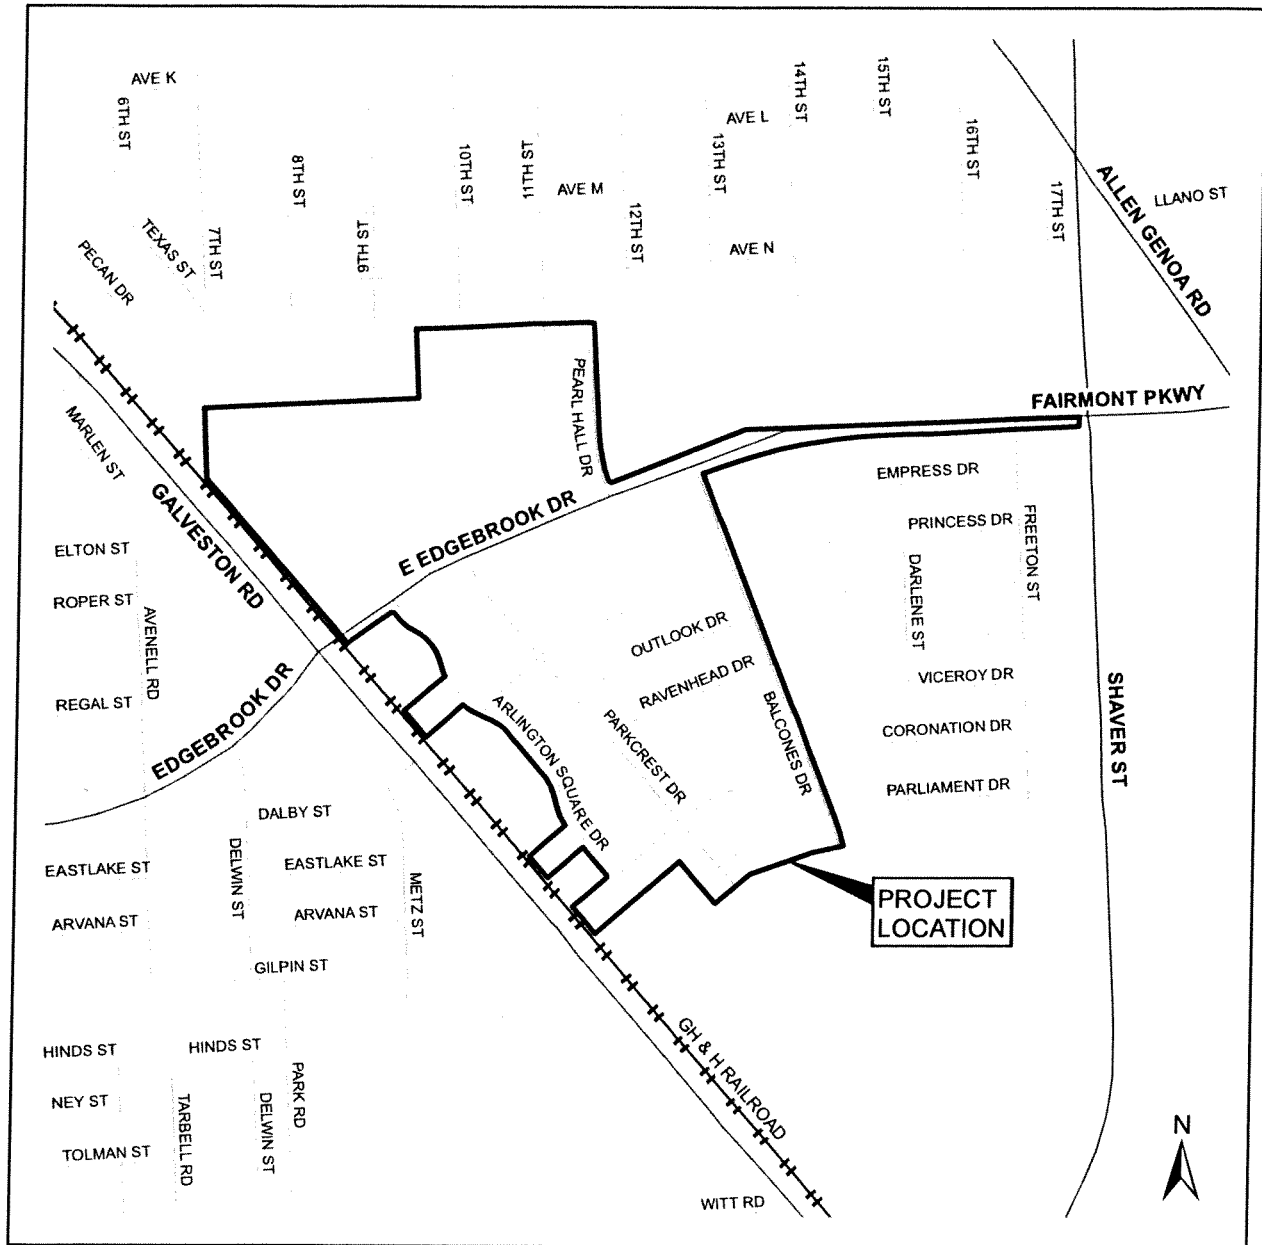 AVE K
6TH ST
8TH ST
10TH ST
11TH ST
AVE M
AVE L
13TH ST
14TH ST
15TH ST
16TH ST
17TH ST
ALLEN GENOA RD
LLANO ST
PECAN DR
TEXAS ST
7TH ST
9TH ST
12TH ST
AVE N
PEARL HALL DR
FAIRMONT PKWY
MARLEN ST
GALVESTON RD
E EDGEBROOK DR
EMPRESS DR
PRINCESS DR
FREETON ST
DARLENE ST
ELTON ST
ROPER ST
AVENELL RD
REGAL ST
EDGEBROOK DR
OUTLOOK DR
RAVENHEAD DR
ARLINGTON SQUARE DR
PARKCREST DR
BALCONES DR
VICEROY DR
CORONATION DR
PARLIAMENT DR
SHAVER ST
DALBY ST
EASTLAKE ST
DELWIN ST
EASTLAKE ST
METZ ST
ARVANA ST
ARVANA ST
GILPIN ST
PROJECT
LOCATION
GH & H RAILROAD
HINDS ST
HINDS ST
PARK RD
NEY ST
TARBELL RD
DELWIN ST
TOLMAN ST
WITT RD
N